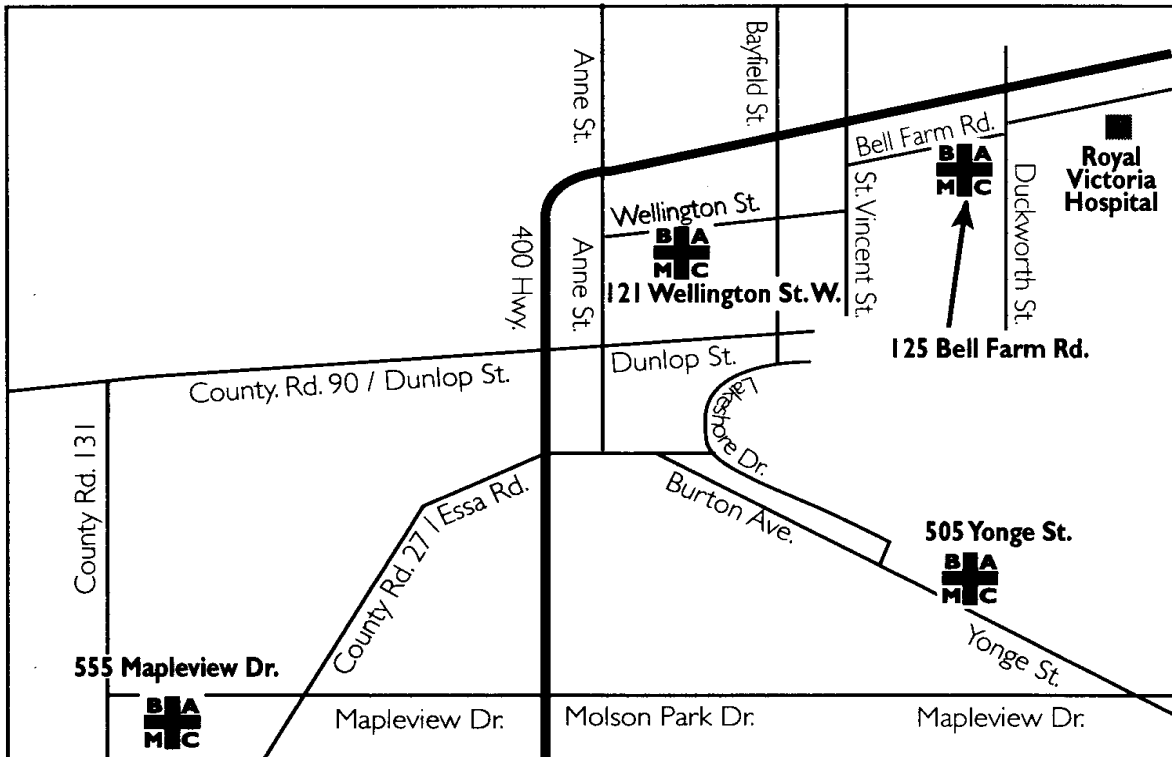 Anne St.
Bayfield St.
Bell Farm Rd.
B A
M C
Royal
Victoria
Hospital
Duckworth St.
St. Vincent St.
Wellington St.
B A
M C
121 Wellington St. W.
400 Hwy.
Anne St.
125 Bell Farm Rd.
Dunlop St.
County. Rd. 90 / Dunlop St.
Lakeshore Dr.
County Rd. 131
County Rd. 27 | Essa Rd.
Burton Ave.
505 Yonge St.
B A
M C
Yonge St.
555 Mapleview Dr.
B A
M C
Mapleview Dr.
Molson Park Dr.
Mapleview Dr.